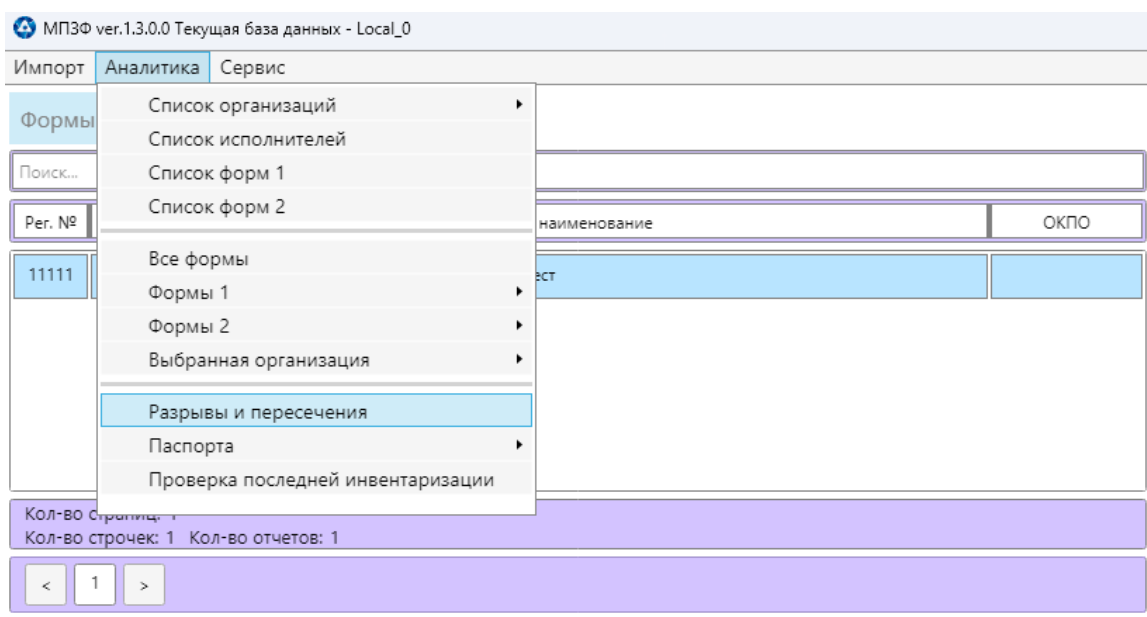 МПЗФ ver.1.3.0.0 Текущая база данных - Local_0
Импорт Аналитика Сервис
Формы
Поиск...
Рег. № наименование ОКПО
11111
Список организаций
Список исполнителей
Список форм 1
Список форм 2
Все формы
Формы 1
Формы 2
Выбранная организация
Разрывы и пересечения
Паспорта
Проверка последней инвентаризации
Кол-во строчек: 1 Кол-во отчетов: 1
< 1 >